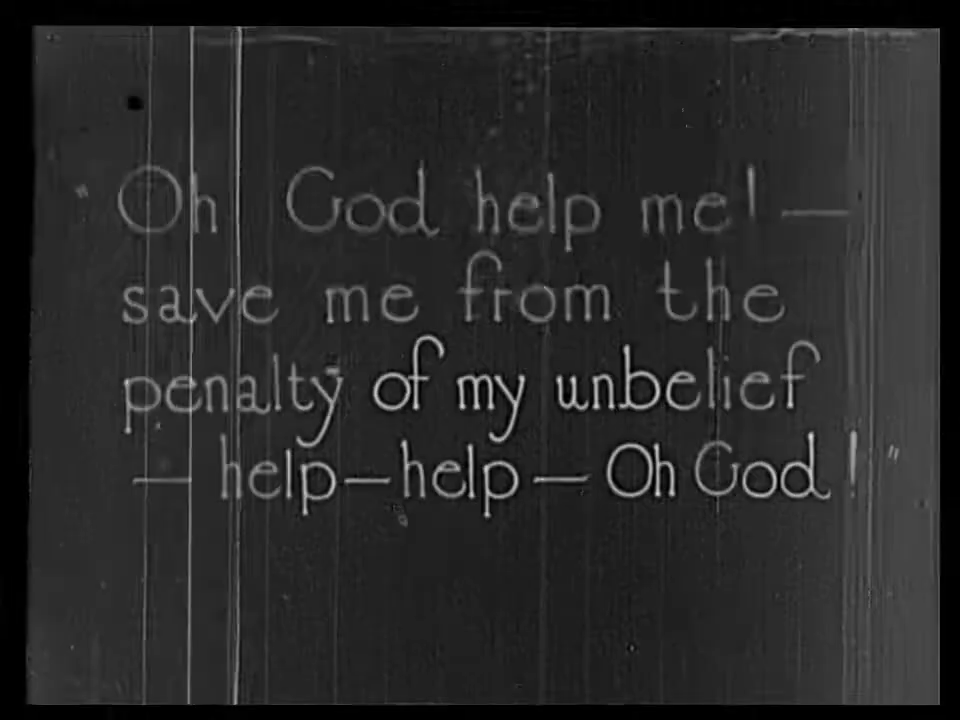 "Oh God help me! —
save me from the
penalty of my unbelief
— help — help — Oh God! "